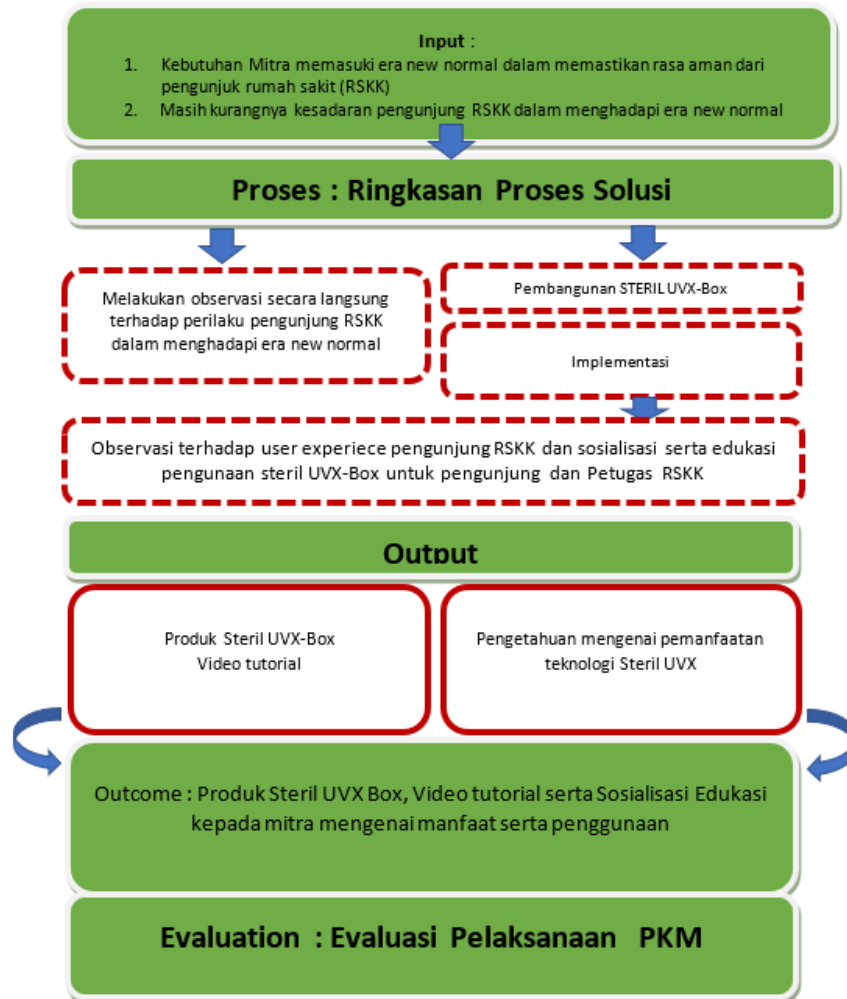 Input :
1. Kebutuhan Mitra memasuki era new normal dalam memastikan rasa aman dari
pengunjuk rumah sakit (RSKK)
2. Masih kurangnya kesadaran pengunjung RSKK dalam menghadapi era new normal
Proses : Ringkasan Proses Solusi
Melakukan observasi secara langsung
terhadap perilaku pengunjung RSKK
dalam menghadapi era new normal
Pembangunan STERIL UVX-Box
Implementasi
Observasi terhadap user experiece pengunjung RSKK dan sosialisasi serta edukasi
pengunaan steril UVX-Box untuk pengunjung dan Petugas RSKK
Output
Produk Steril UVX-Box
Video tutorial
Pengetahuan mengenai pemanfaatan
teknologi Steril UVX
Outcome : Produk Steril UVX Box, Video tutorial serta Sosialisasi Edukasi
kepada mitra mengenai manfaat serta penggunaan
Evaluation : Evaluasi Pelaksanaan PKM